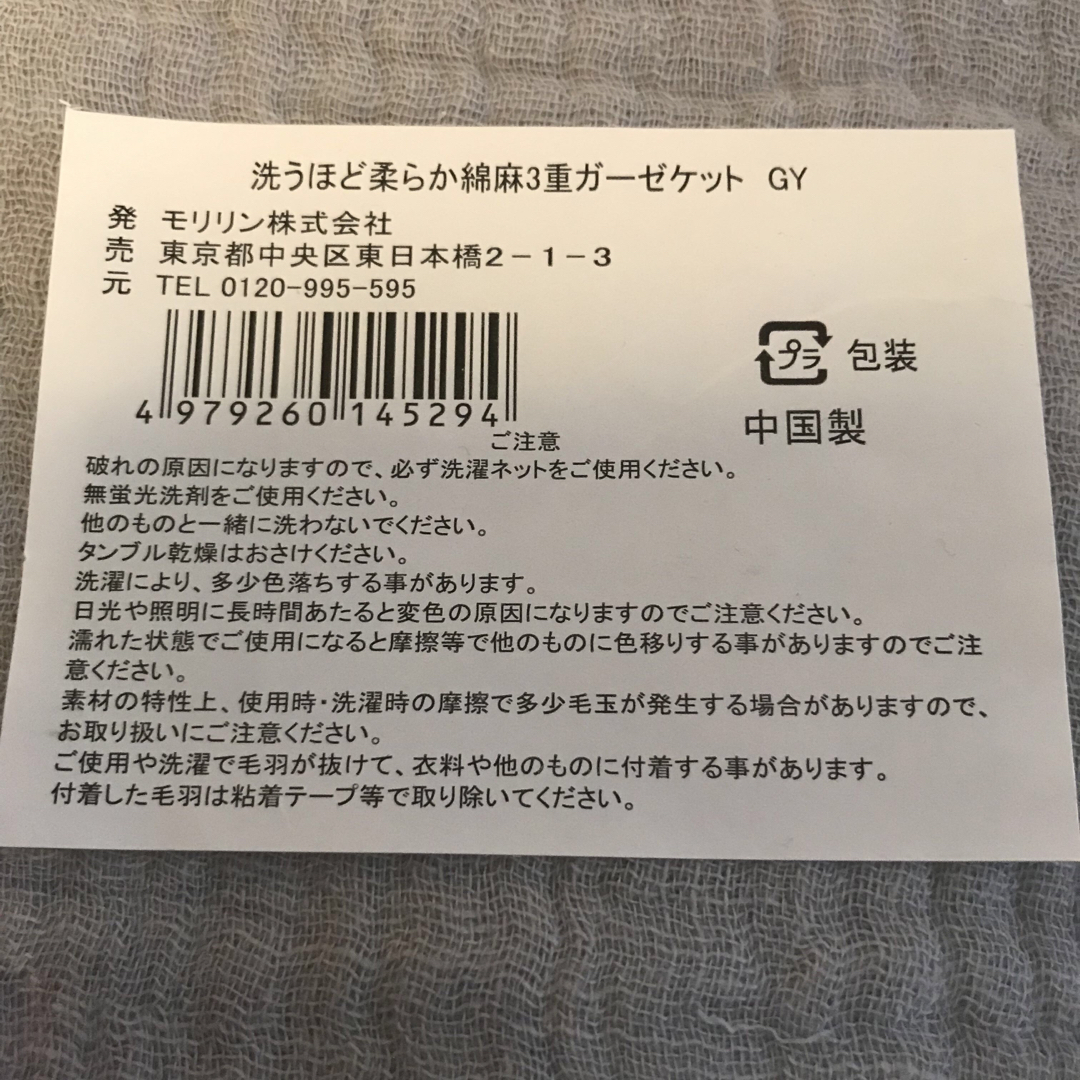 洗うほど柔らか綿麻3重ガーゼケット GY
発売元
モリリン株式会社
東京都中央区東日本橋2－1－3
TEL 0120-995-595
4 979260 145294
プラ 包装
中国製
ご注意
破れの原因になりますので、必ず洗濯ネットをご使用ください。
無蛍光洗剤をご使用ください。
他のものと一緒に洗わないでください。
タンブル乾燥はおさけください。
洗濯により、多少色落ちする事があります。
日光や照明に長時間あたると変色の原因になりますのでご注意ください。
濡れた状態でご使用になると摩擦等で他のものに色移りする事がありますのでご注
意ください。
素材の特性上、使用時・洗濯時の摩擦で多少毛玉が発生する場合がありますので、
お取り扱いにご注意ください。
ご使用や洗濯で毛羽が抜けて、衣料や他のものに付着する事があります。
付着した毛羽は粘着テープ等で取り除いてください。